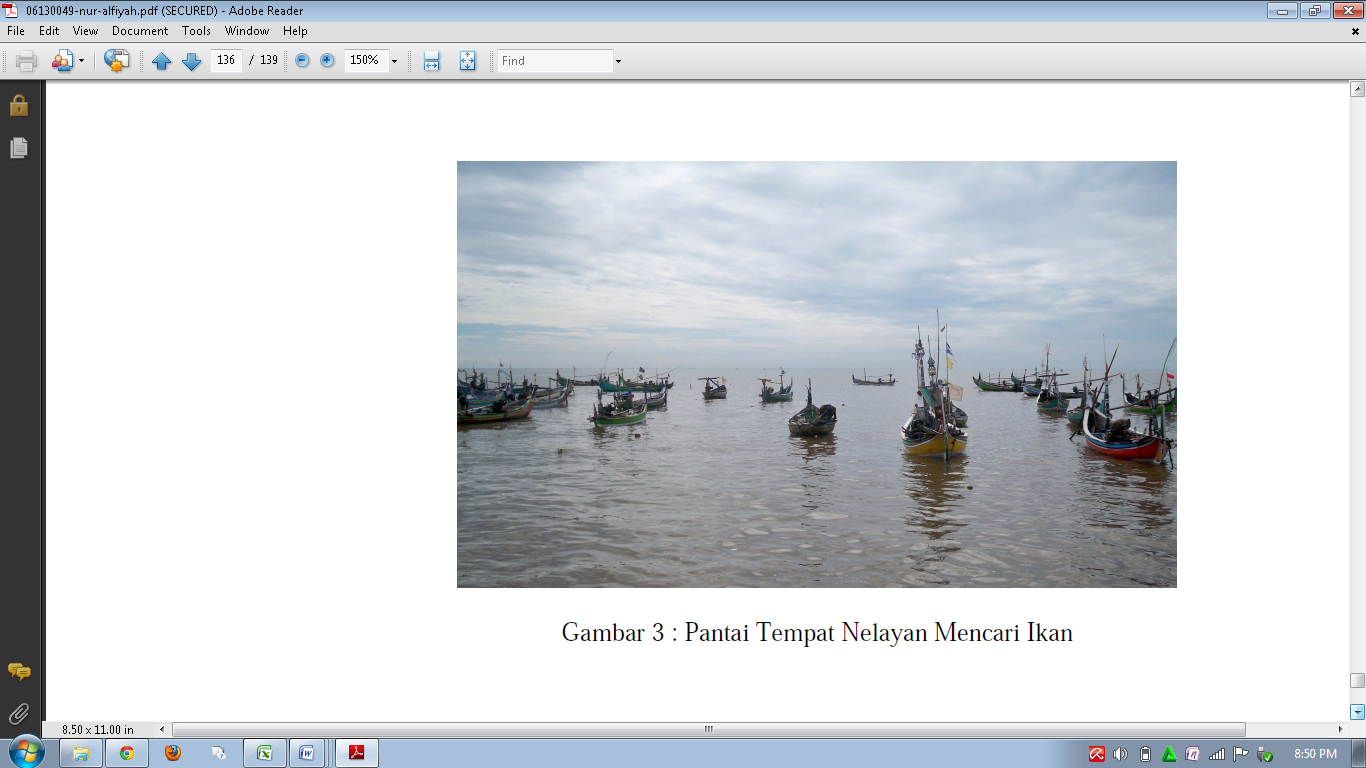 06130049-nur-alfiyah.pdf (SECURED) - Adobe Reader
File Edit View Document Tools Window Help
136 / 139 150% Find
Gambar 3 : Pantai Tempat Nelayan Mencari Ikan
8.50 x 11.00 in
8:50 PM